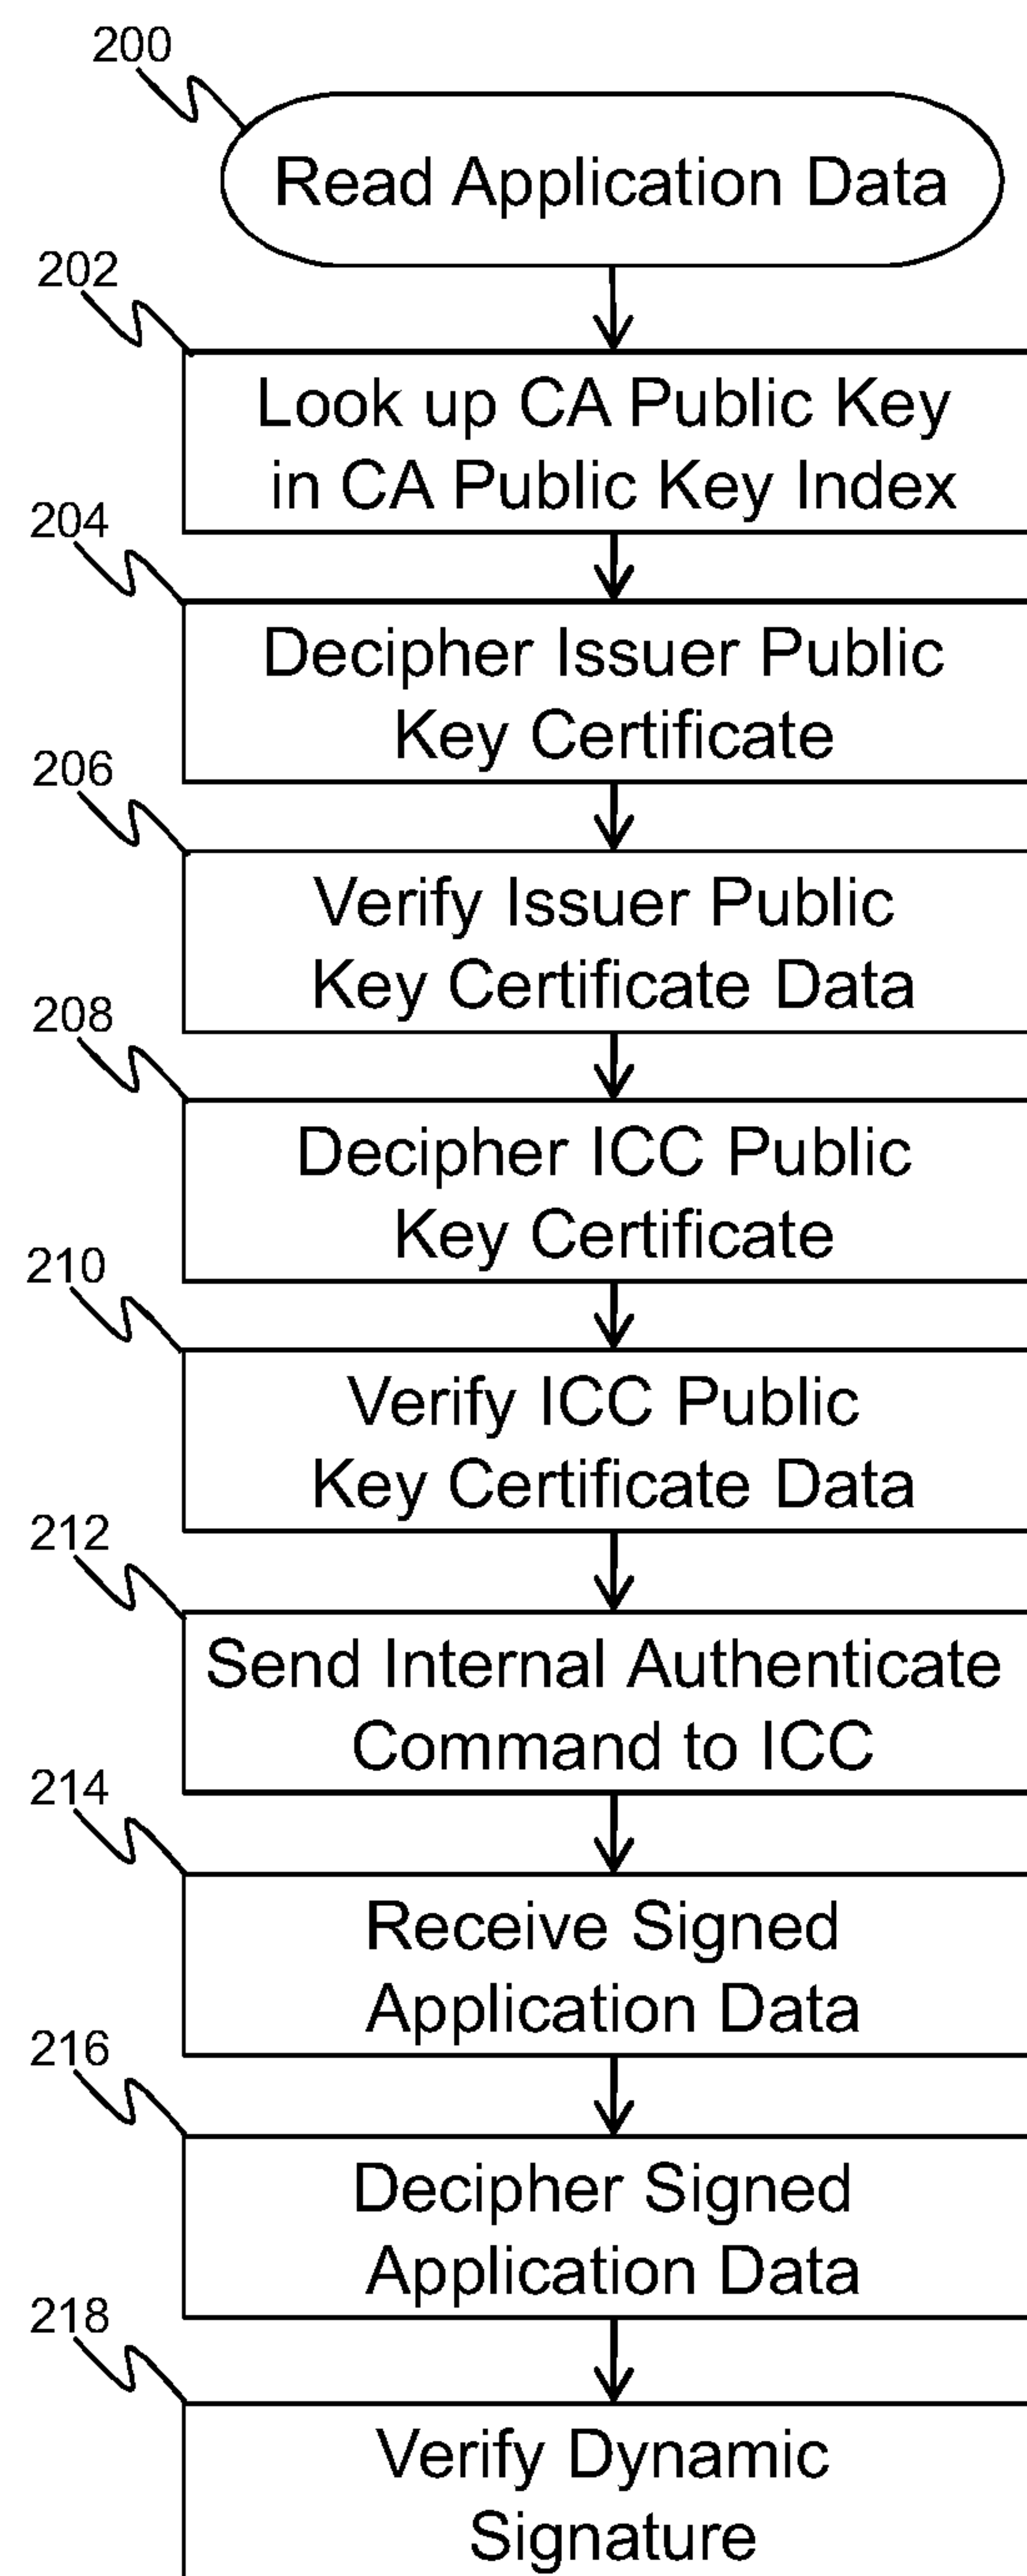 200
Read Application Data
202
Look up CA Public Key
in CA Public Key Index
204
Decipher Issuer Public
Key Certificate
206
Verify Issuer Public
Key Certificate Data
208
Decipher ICC Public
Key Certificate
210
Verify ICC Public
Key Certificate Data
212
Send Internal Authenticate
Command to ICC
214
Receive Signed
Application Data
216
Decipher Signed
Application Data
218
Verify Dynamic
Signature